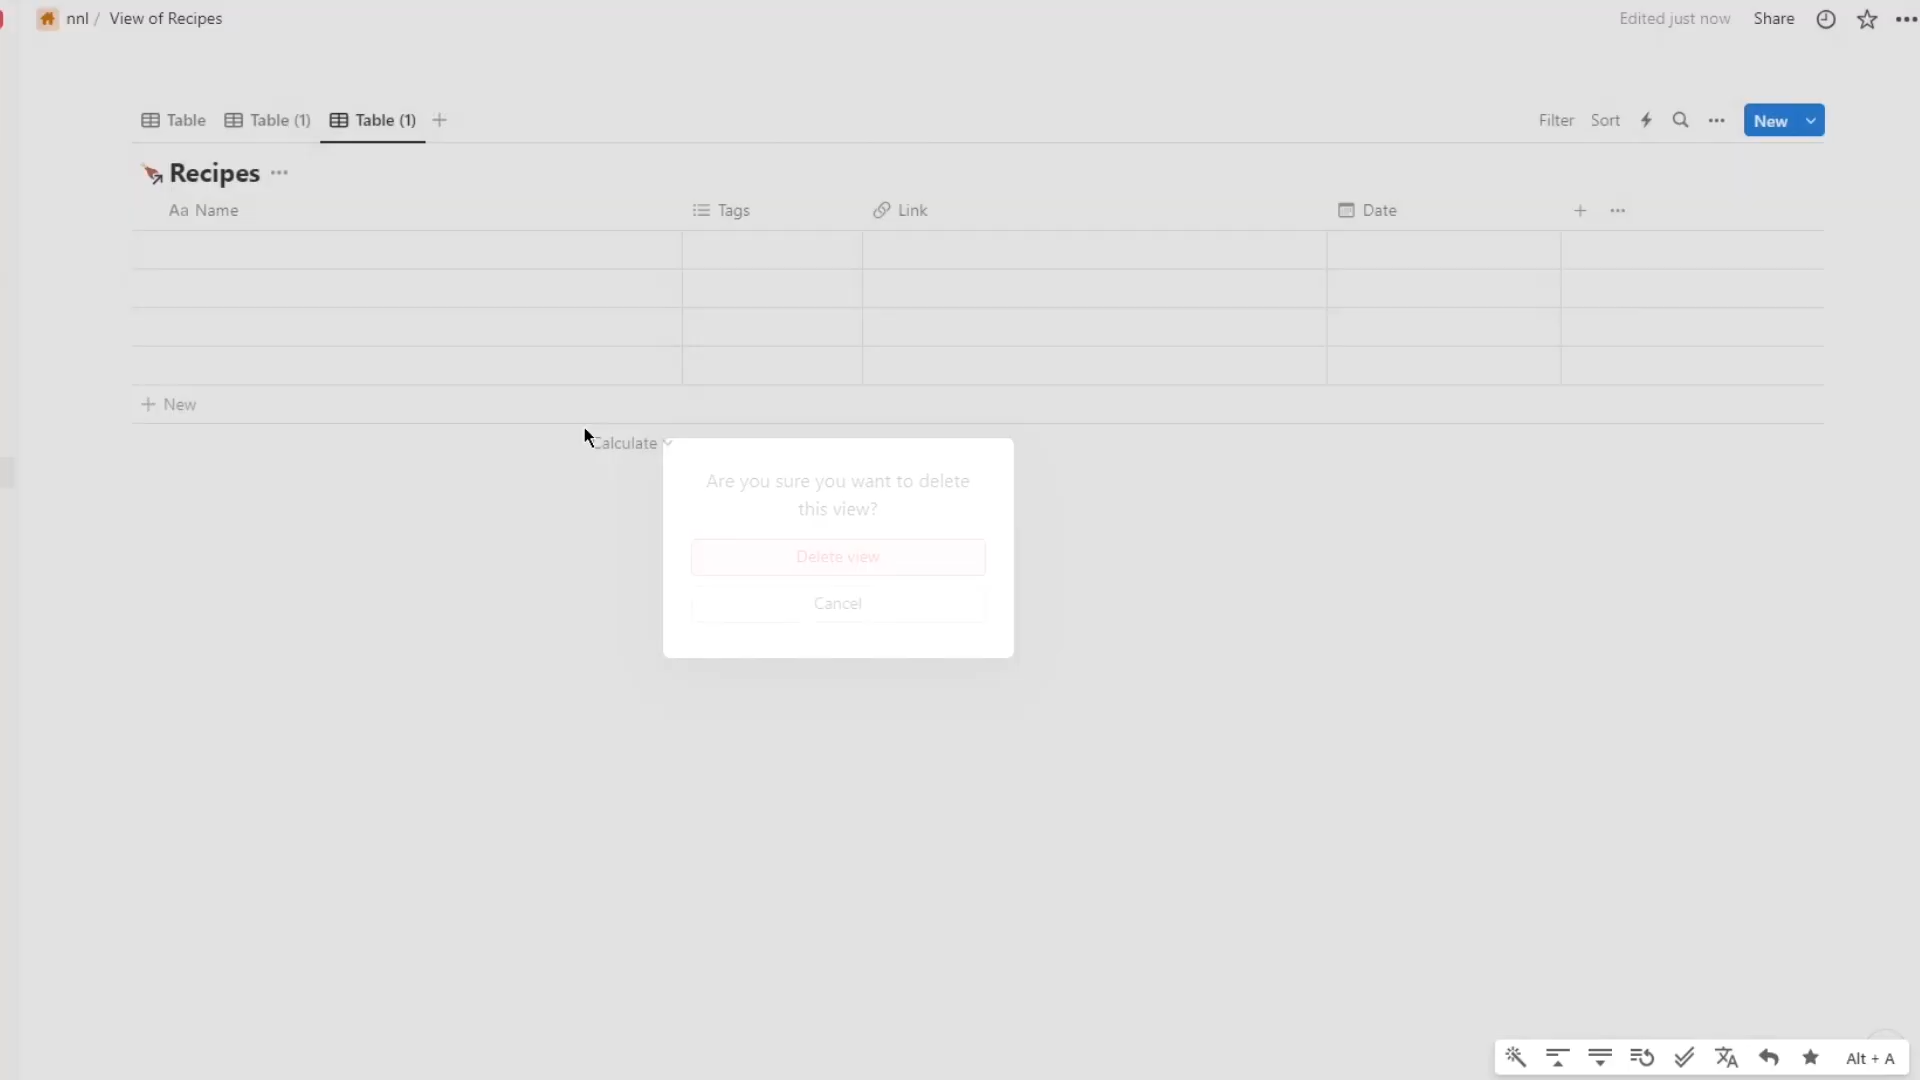 nnl / View of Recipes
Edited just now Share
Table Table (1) Table (1)
Filter Sort New
Recipes
Aa Name Tags Link Date
New
Calculate
Are you sure you want to delete
this view?
Delete view
Cancel
Alt + A